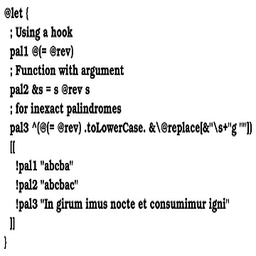 @let {
; Using a hook
pal1 @(= @rev)
; Function with argument
pal2 &s = s @rev s
; for inexact palindromes
pal3 ^(@(= @rev) .toLowerCase. &\@replace[&"\s+"g ""])
[[
!pal1 "abcba"
!pal2 "abcbac"
!pal3 "In girum imus nocte et consumimur igni"
]]
}